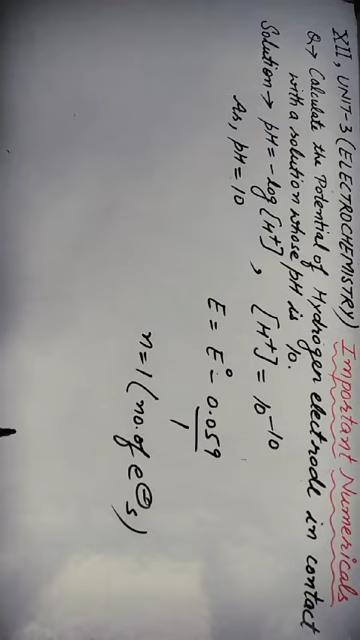 XII, UNIT-3 (ELECTROCHEMISTRY) Important Numericals
Q→ Calculate the Potential of Hydrogen electrode in contact
with a solution whose pH is 10.
Solution → pH = -log[H⁺], [H⁺] = 10⁻¹⁰
As, pH = 10
E = E° - 0.059
1
n=1 (no. of e⊖s)